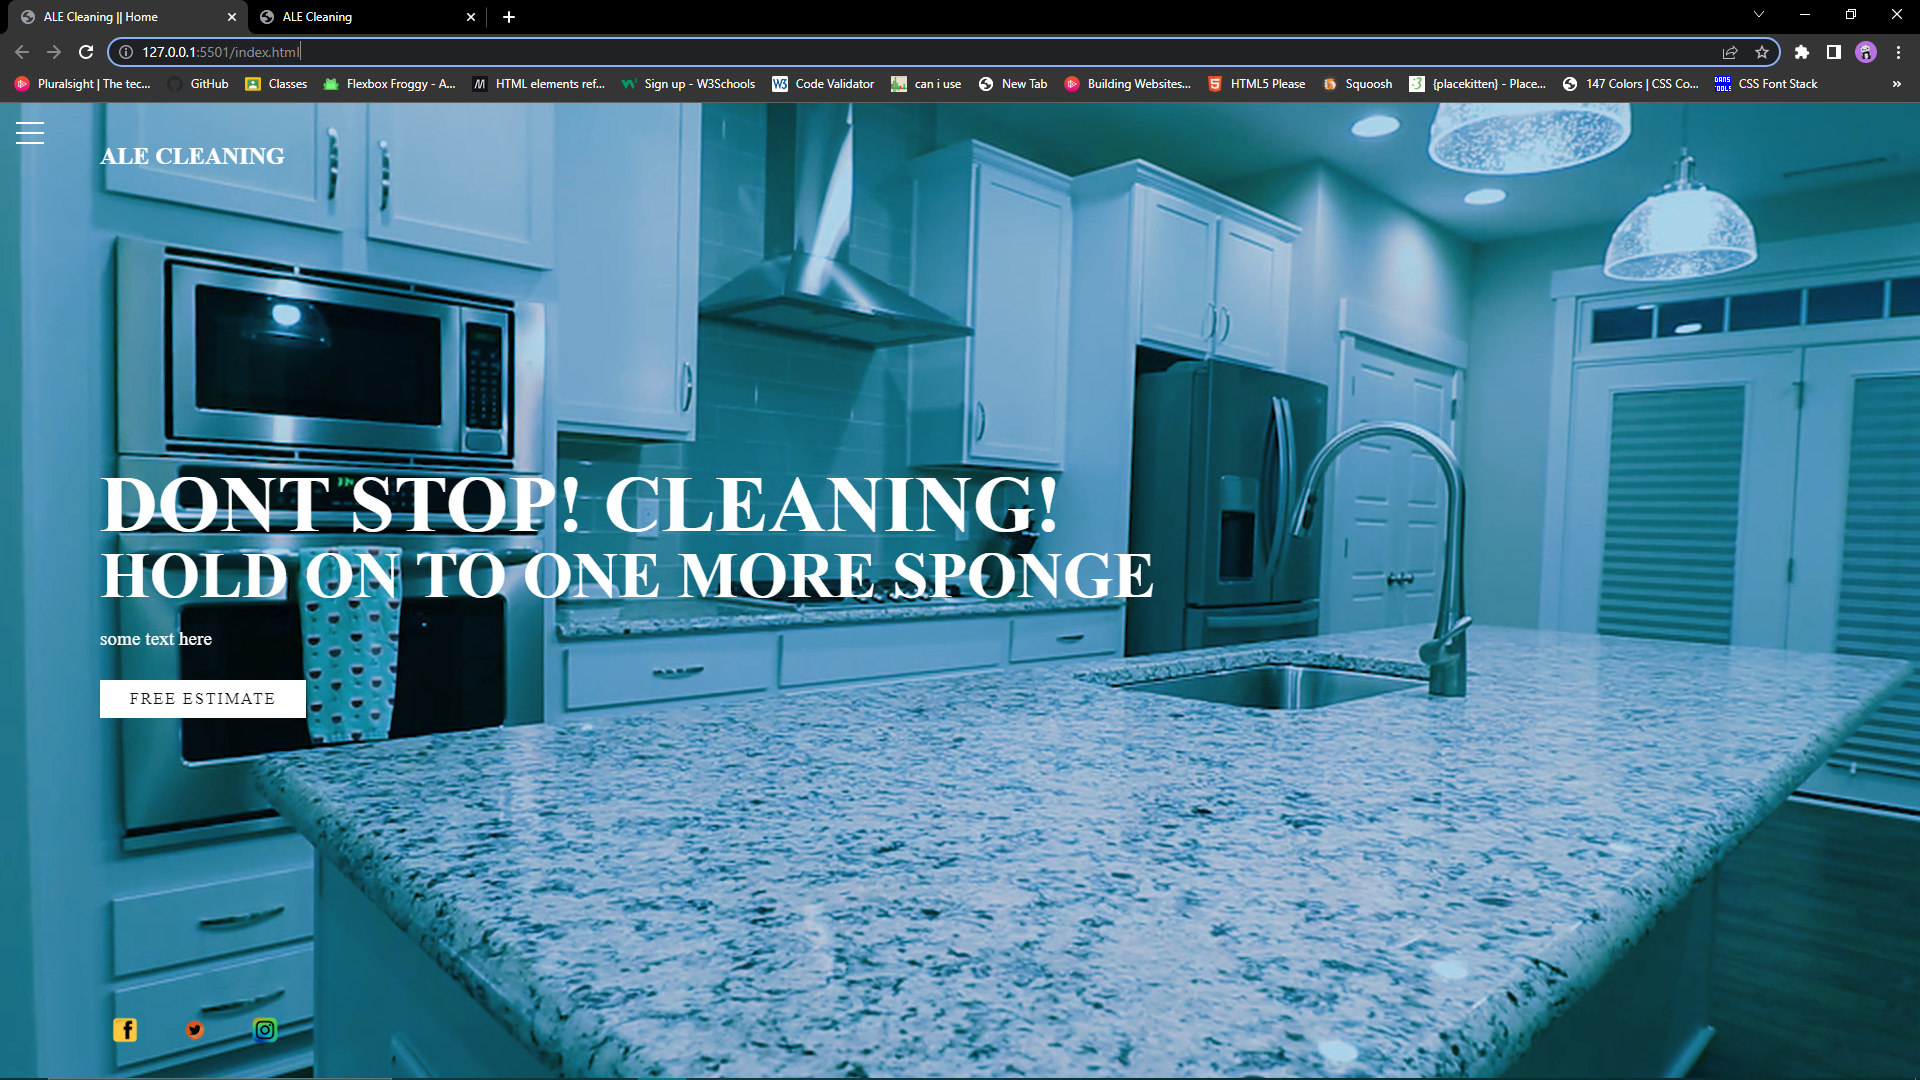 ALE Cleaning || Home
ALE Cleaning
127.0.0.1:5501/index.html
Pluralsight | The tec...
GitHub
Classes
Flexbox Froggy - A...
HTML elements ref...
Sign up - W3Schools
Code Validator
can i use
New Tab
Building Websites...
HTML5 Please
Squoosh
{placekitten} - Place...
147 Colors | CSS Co...
CSS Font Stack
ALE CLEANING
DONT STOP! CLEANING!
HOLD ON TO ONE MORE SPONGE
some text here
FREE ESTIMATE